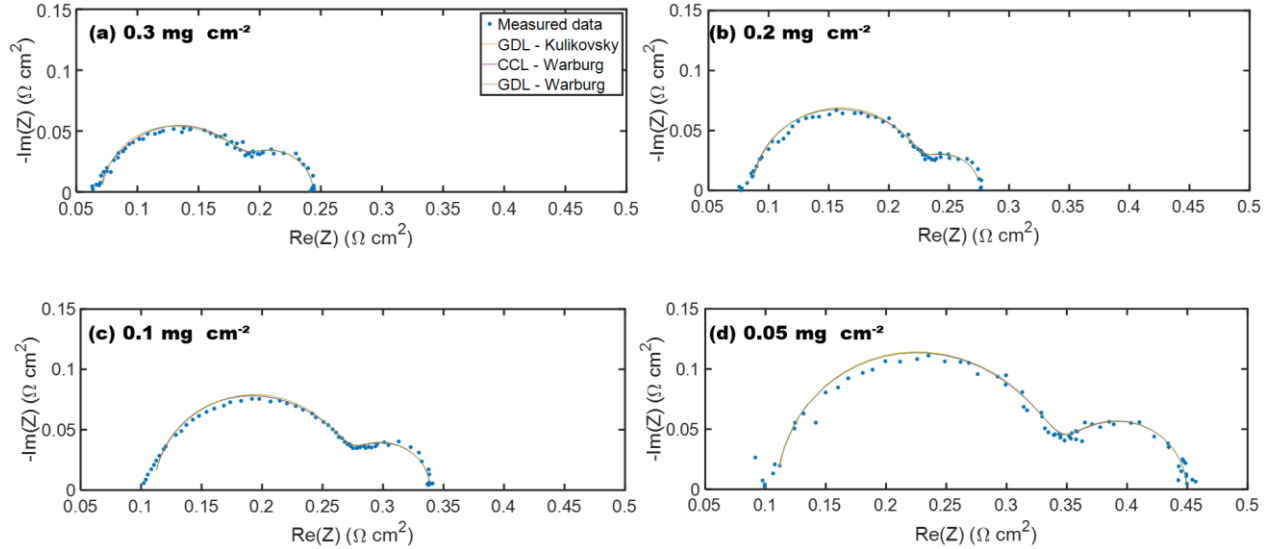 0.15
(a) 0.3 mg cm⁻²
Measured data
GDL - Kulikovsky
CCL - Warburg
GDL - Warburg
0.1
0.05
0
-Im(Z) (Ω cm²)
0.05 0.1 0.15 0.2 0.25 0.3 0.35 0.4 0.45 0.5
Re(Z) (Ω cm²)
0.15
(b) 0.2 mg cm⁻²
0.1
0.05
0
-Im(Z) (Ω cm²)
0.05 0.1 0.15 0.2 0.25 0.3 0.35 0.4 0.45 0.5
Re(Z) (Ω cm²)
0.15
(c) 0.1 mg cm⁻²
0.1
0.05
0
-Im(Z) (Ω cm²)
0.05 0.1 0.15 0.2 0.25 0.3 0.35 0.4 0.45 0.5
Re(Z) (Ω cm²)
0.15
(d) 0.05 mg cm⁻²
0.1
0.05
0
-Im(Z) (Ω cm²)
0.05 0.1 0.15 0.2 0.25 0.3 0.35 0.4 0.45 0.5
Re(Z) (Ω cm²)